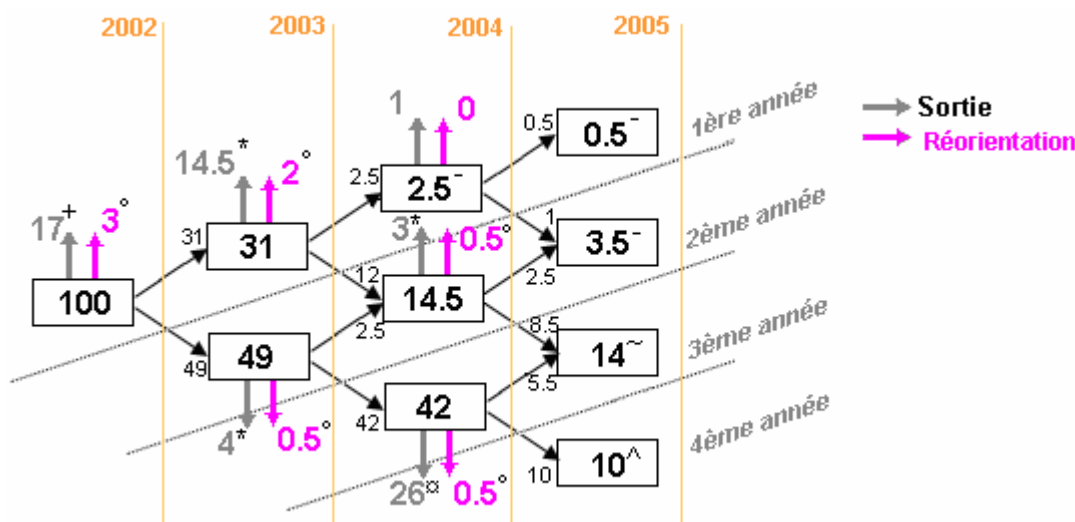 2002 2003 2004 2005
1 0
0.5 0.5⁻
14.5* 2°
2.5 2.5⁻
17⁺ 3°
31 31
3* 0.5°
1 3.5⁻
100
12 14.5
2.5
49 49
2.5
8.5 14~
5.5
4* 0.5°
42 42
26¤ 0.5°
10 10^
1ère année
2ème année
3ème année
4ème année
Sortie
Réorientation